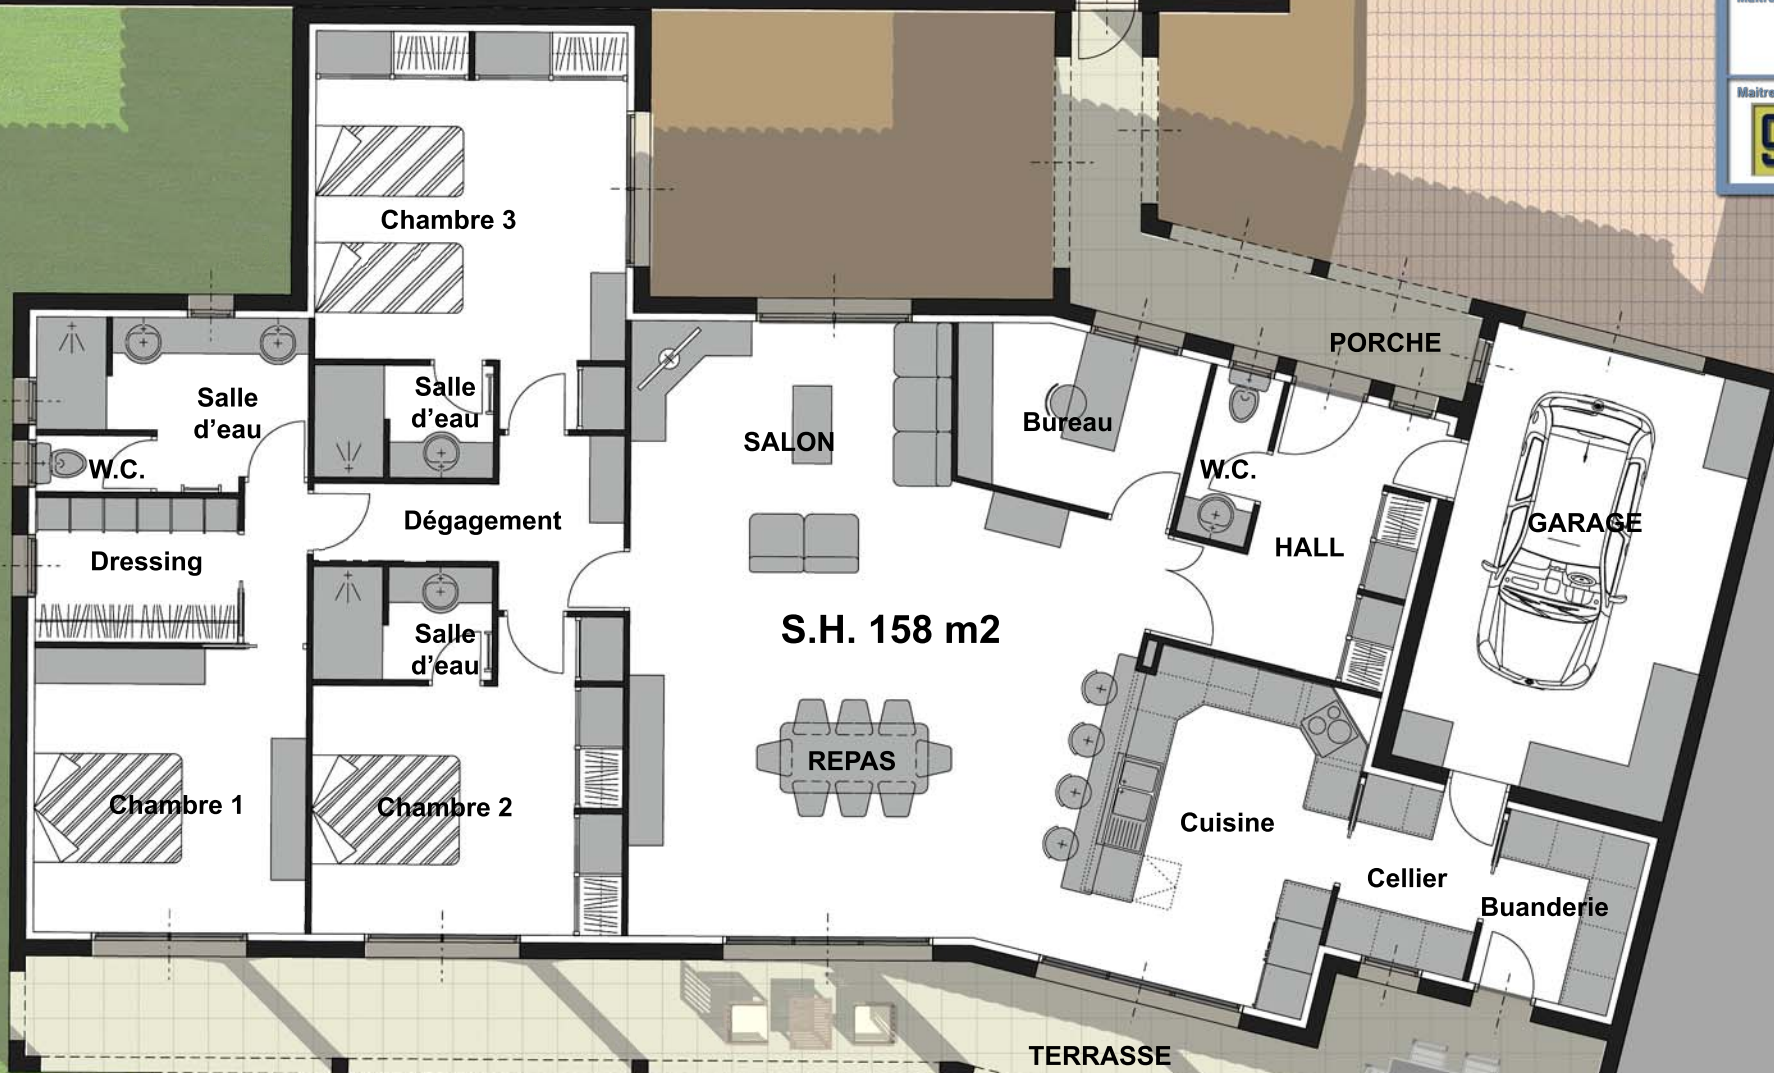 Maitre
Chambre 3
PORCHE
Salle
d'eau
Salle
d'eau
Bureau
SALON
W.C.
W.C.
Dégagement
GARAGE
HALL
Dressing
S.H. 158 m2
Salle
d'eau
REPAS
Chambre 1
Chambre 2
Cuisine
Cellier
Buanderie
TERRASSE